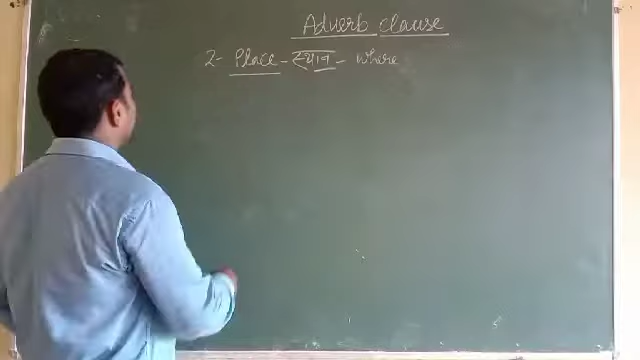 Adverb clause
2- Place - स्थान - where